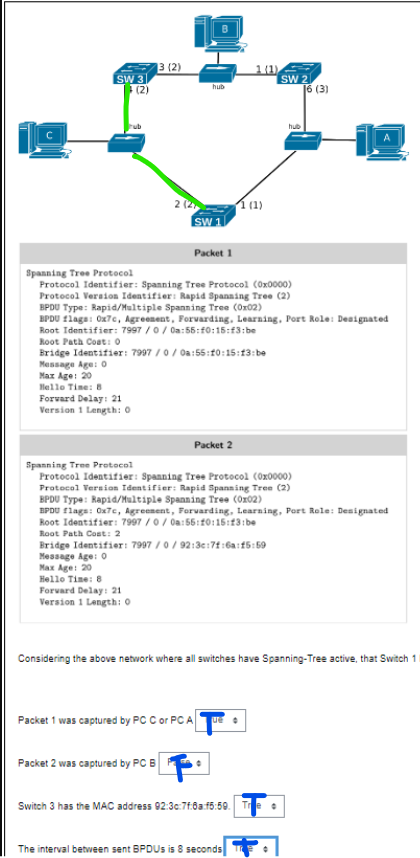 B
3 (2)
1 (1)
SW 3
hub
SW 2
4 (2)
6 (3)
hub
hub
C
A
2 (2)
1 (1)
SW 1
Packet 1
Spanning Tree Protocol
Protocol Identifier: Spanning Tree Protocol (0x0000)
Protocol Version Identifier: Rapid Spanning Tree (2)
BPDU Type: Rapid/Multiple Spanning Tree (0x02)
BPDU flags: 0x7c, Agreement, Forwarding, Learning, Port Role: Designated
Root Identifier: 7997 / 0 / 0a:55:f0:15:f3:be
Root Path Cost: 0
Bridge Identifier: 7997 / 0 / 0a:55:f0:15:f3:be
Message Age: 0
Max Age: 20
Hello Time: 8
Forward Delay: 21
Version 1 Length: 0
Packet 2
Spanning Tree Protocol
Protocol Identifier: Spanning Tree Protocol (0x0000)
Protocol Version Identifier: Rapid Spanning Tree (2)
BPDU Type: Rapid/Multiple Spanning Tree (0x02)
BPDU flags: 0x7c, Agreement, Forwarding, Learning, Port Role: Designated
Root Identifier: 7997 / 0 / 0a:55:f0:15:f3:be
Root Path Cost: 2
Bridge Identifier: 7997 / 0 / 92:3c:7f:6a:f5:59
Message Age: 0
Max Age: 20
Hello Time: 8
Forward Delay: 21
Version 1 Length: 0
Considering the above network where all switches have Spanning-Tree active, that Switch 1
Packet 1 was captured by PC C or PC A T
Packet 2 was captured by PC B F
Switch 3 has the MAC address 92:3c:7f:6a:f5:59. T
The interval between sent BPDUs is 8 seconds T